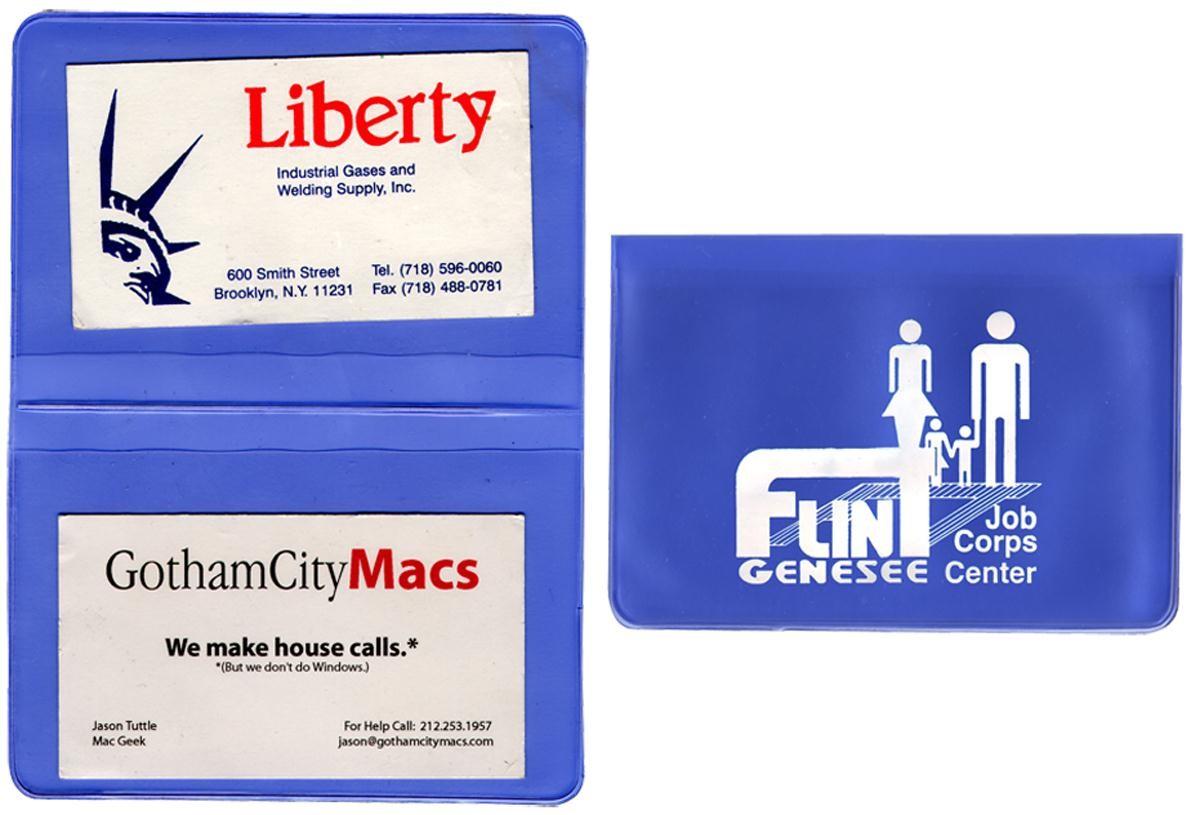 Liberty
Industrial Gases and
Welding Supply, Inc.
600 Smith Street
Brooklyn, N.Y. 11231
Tel. (718) 596-0060
Fax (718) 488-0781
GothamCityMacs
We make house calls.*
*(But we don't do Windows.)
Jason Tuttle
Mac Geek
For Help Call: 212.253.1957
jason@gothamcitymacs.com
FLINT
GENESEE
Job
Corps
Center